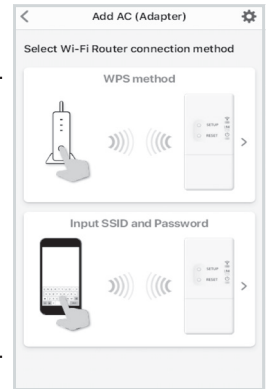 Add AC (Adapter)
Select Wi-Fi Router connection method
WPS method
SETUP
RESET
Input SSID and Password
SETUP
RESET